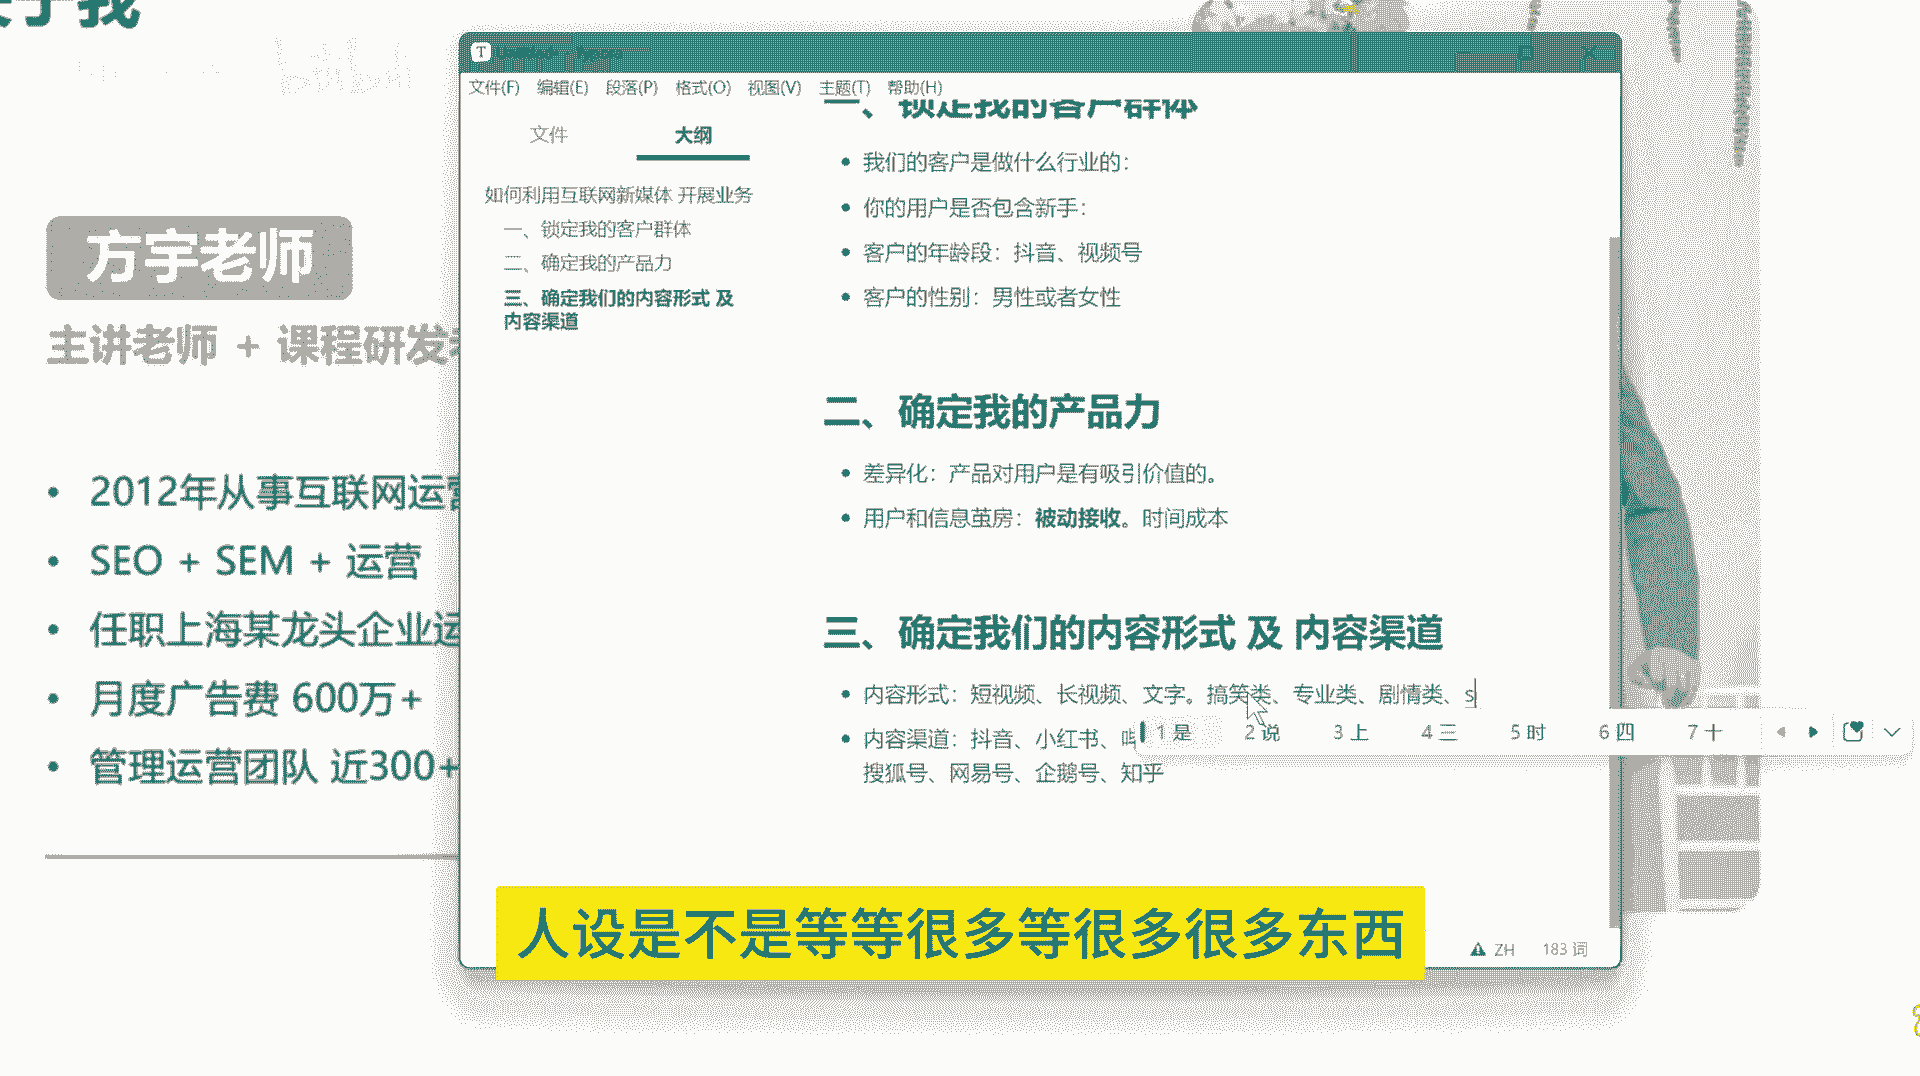 关于我
bilibili
方宇老师
主讲老师 + 课程研发老
2012年从事互联网运营
SEO + SEM + 运营
任职上海某龙头企业运
月度广告费 600万+
管理运营团队 近300+
T
文件(F) 编辑(E) 段落(P) 格式(O) 视图(V) 主题(T) 帮助(H)
文件 大纲
如何利用互联网新媒体 开展业务
一、锁定我的客户群体
二、确定我的产品力
三、确定我们的内容形式 及
内容渠道
一、锁定我的客户群体
我们的客户是做什么行业的：
你的用户是否包含新手：
客户的年龄段：抖音、视频号
客户的性别：男性或者女性
二、确定我的产品力
差异化：产品对用户是有吸引价值的。
用户和信息茧房：被动接收。时间成本
三、确定我们的内容形式 及 内容渠道
内容形式：短视频、长视频、文字。搞笑类、专业类、剧情类、s
1 是 2 说 3 上 4 三 5 时 6 四 7 十
内容渠道：抖音、小红书、
搜狐号、网易号、企鹅号、知乎
人设是不是等等很多等很多很多东西
ZH 183 词